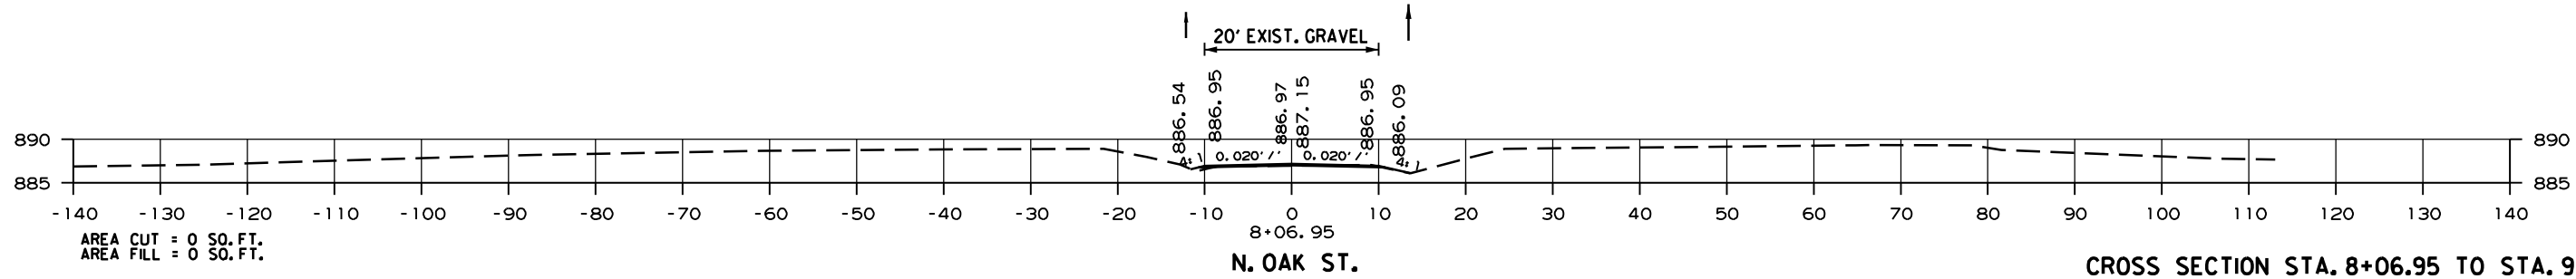 20' EXIST. GRAVEL
886.54 886.95 886.97 887.15 886.95 886.09
890 4:1 0.020'/' 0.020'/' 4:1 890
885 885
-140 -130 -120 -110 -100 -90 -80 -70 -60 -50 -40 -30 -20 -10 0 10 20 30 40 50 60 70 80 90 100 110 120 130 140
8+06.95
AREA CUT = 0 SQ.FT.
AREA FILL = 0 SQ.FT.
N. OAK ST.
CROSS SECTION STA. 8+06.95 TO STA. 9